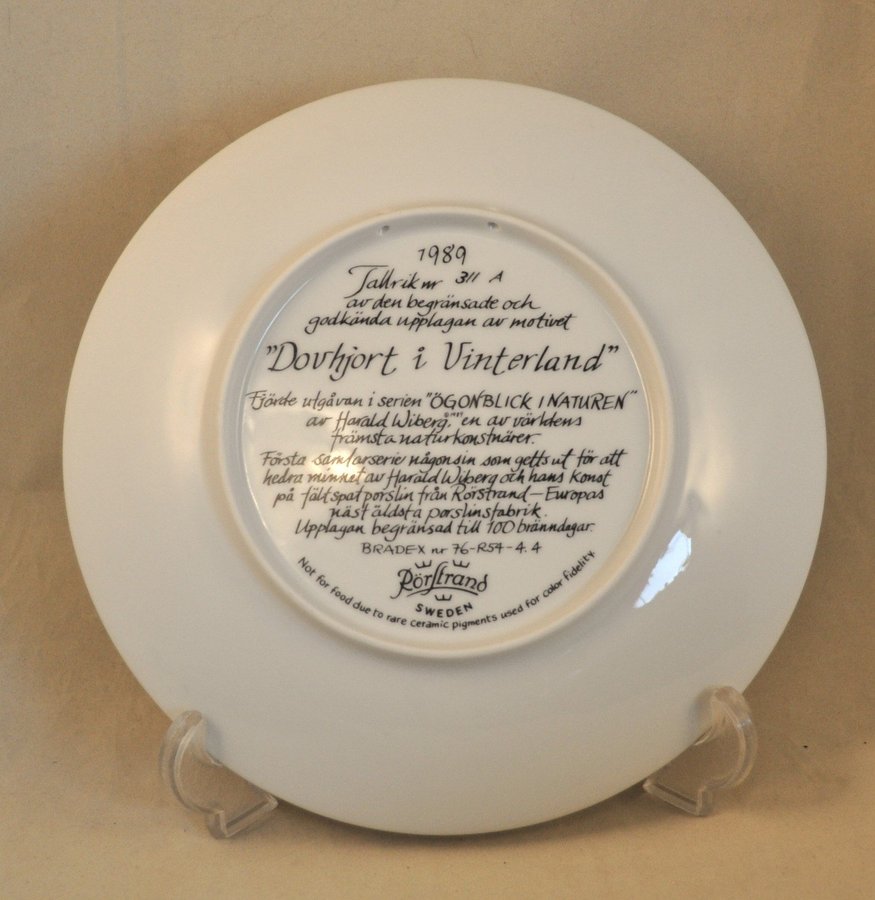 1989
Tallrik nr 311 A
av den begränsade och
godkända upplagan av motivet
"Dovhjort i Vinterland"
Fjärde utgåvan i serien "ÖGONBLICK I NATUREN"
av Harald Wiberg, en av världens
främsta naturkonstnärer.
Första samlarserie någonsin som getts ut för att
hedra minnet av Harald Wiberg och hans konst
på fältspatporslin från Rörstrand – Europas
näst äldsta porslinsfabrik.
Upplagan begränsad till 100 bränndagar.
BRADEX nr 76-R54-4.4
Rörstrand
SWEDEN
Not for food due to rare ceramic pigments used for color fidelity.